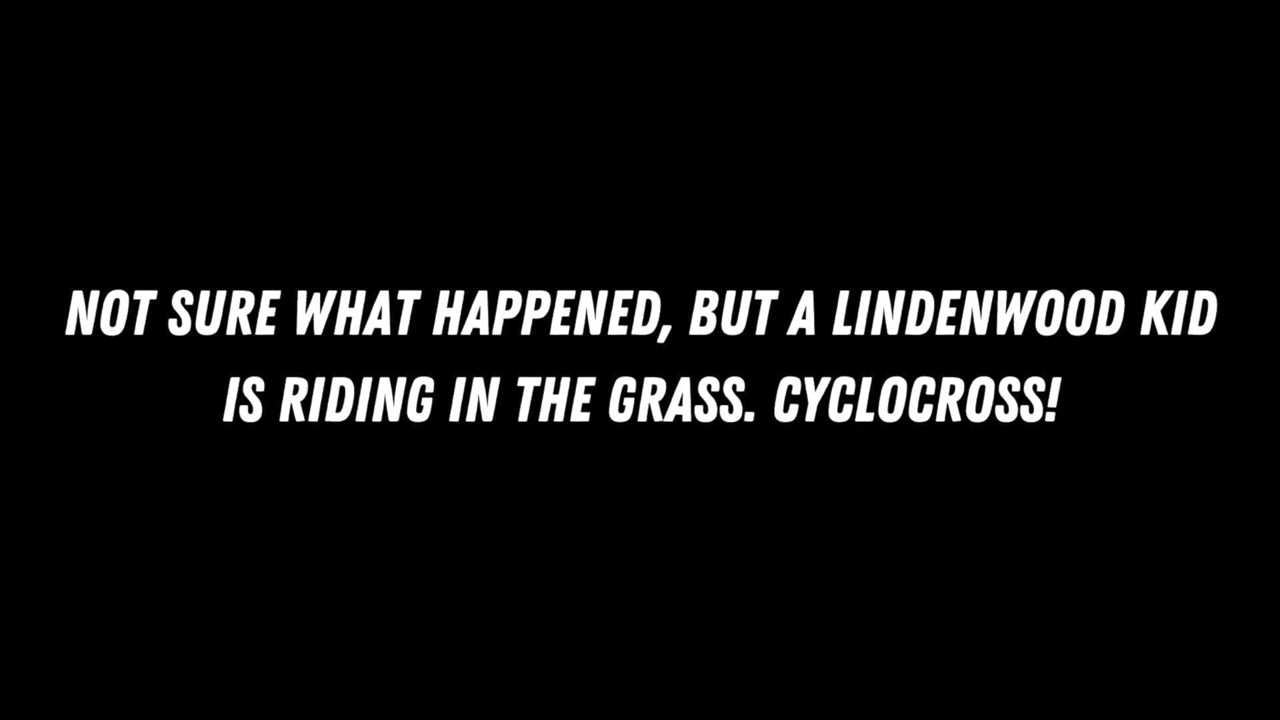 NOT SURE WHAT HAPPENED, BUT A LINDENWOOD KID
IS RIDING IN THE GRASS. CYCLOCROSS!